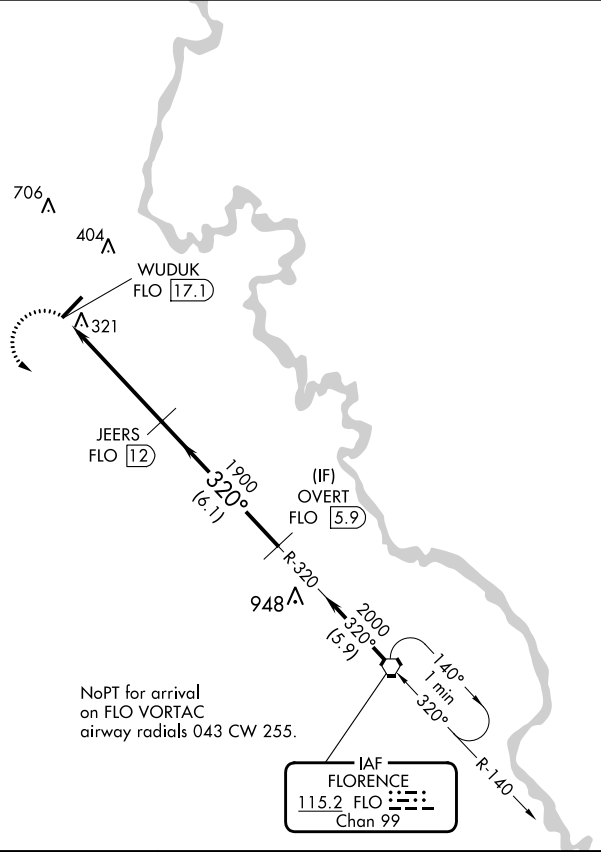 706
404
WUDUK
FLO 17.1
321
JEERS
FLO 12
1900
320°
(6.1)
(IF)
OVERT
FLO 5.9
R-320
948
2000
320°
(5.9)
140°
1 min
320°
R-140
NoPT for arrival
on FLO VORTAC
airway radials 043 CW 255.
IAF
FLORENCE
115.2 FLO
Chan 99